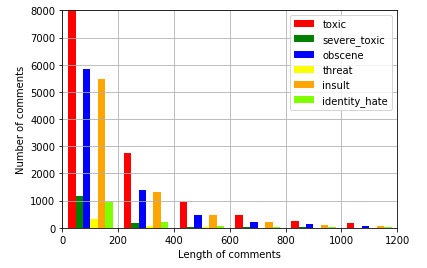 8000
7000
6000
5000
4000
3000
2000
1000
0
Number of comments
toxic
severe_toxic
obscene
threat
insult
identity_hate
0 200 400 600 800 1000 1200
Length of comments